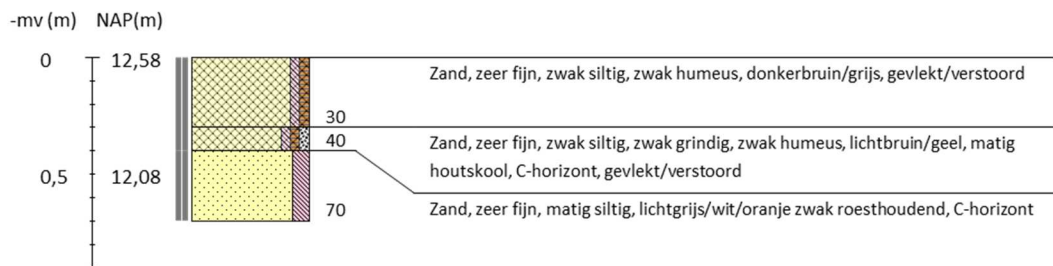 -mv (m) NAP(m)
0 12,58
Zand, zeer fijn, zwak siltig, zwak humeus, donkerbruin/grijs, gevlekt/verstoord
30
40
Zand, zeer fijn, zwak siltig, zwak grindig, zwak humeus, lichtbruin/geel, matig
houtskool, C-horizont, gevlekt/verstoord
0,5 12,08
70
Zand, zeer fijn, matig siltig, lichtgrijs/wit/oranje zwak roesthoudend, C-horizont